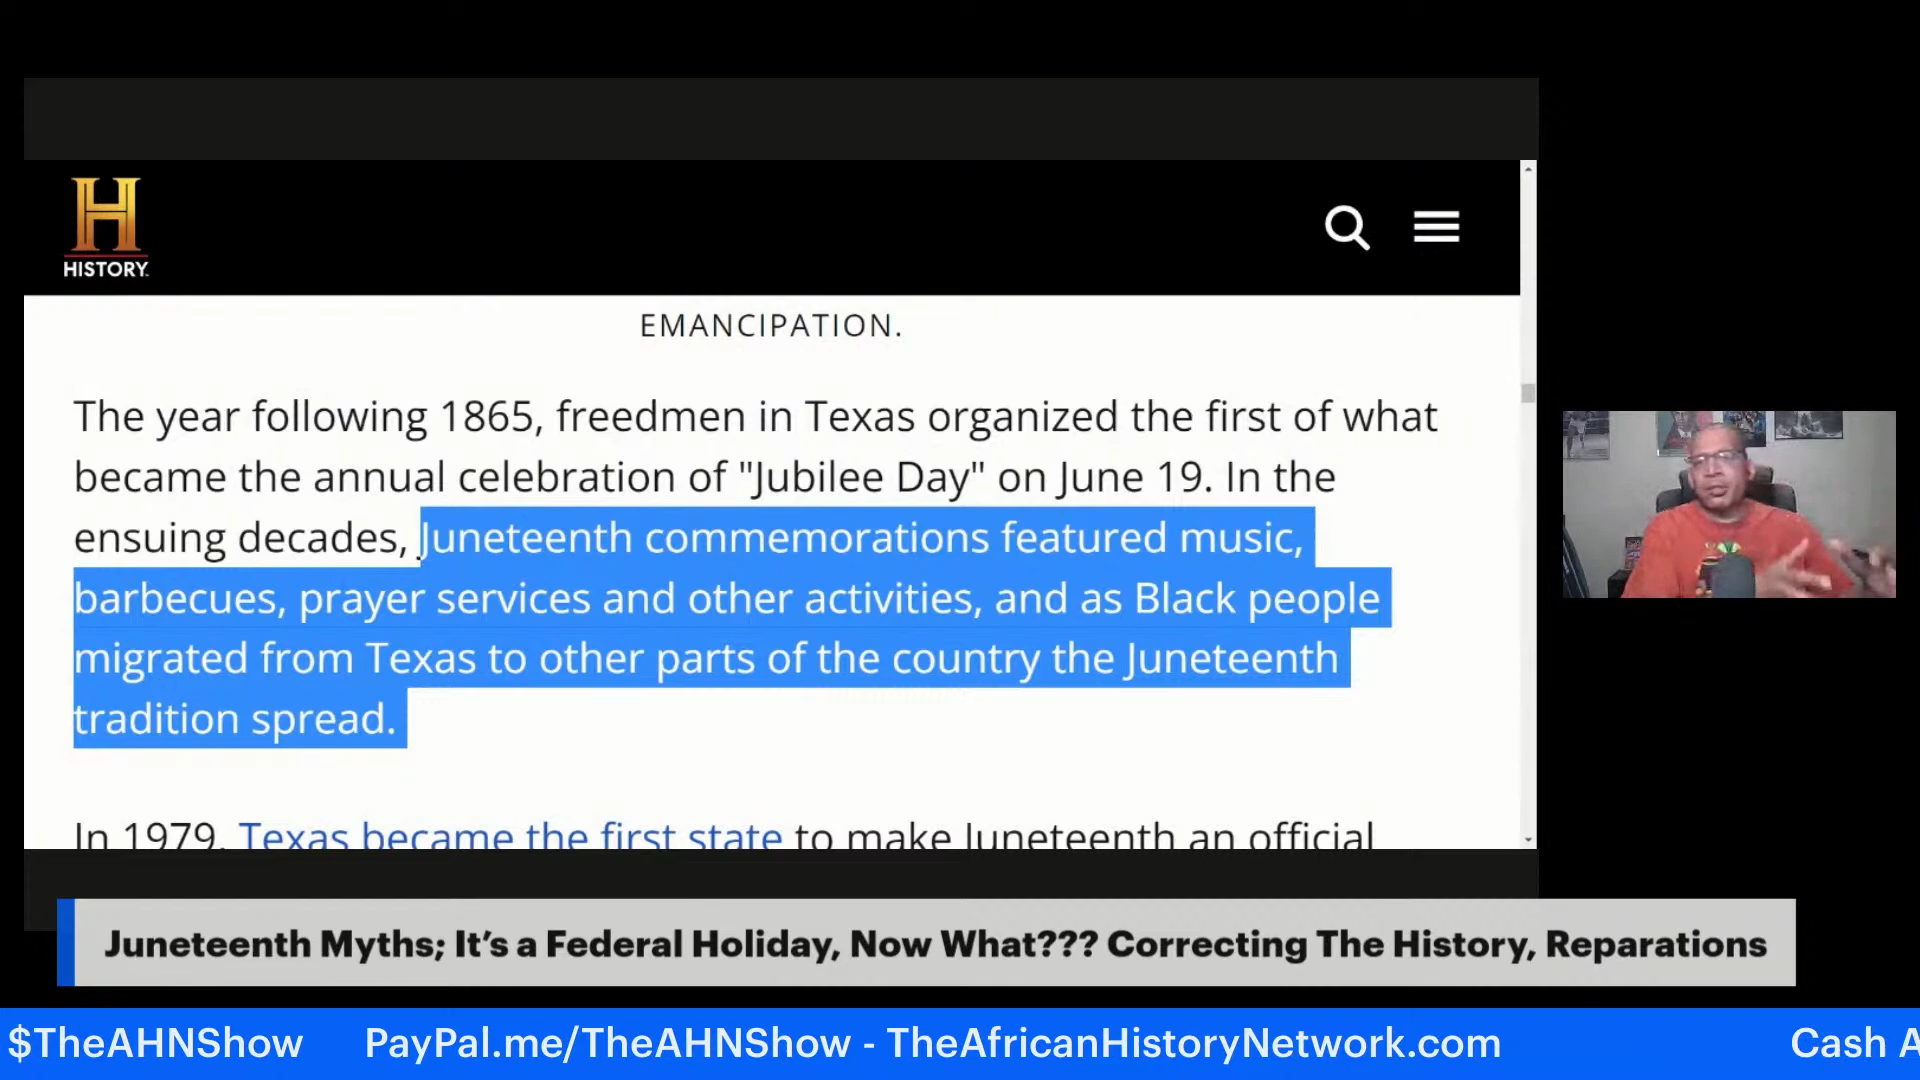 H
HISTORY
EMANCIPATION.
The year following 1865, freedmen in Texas organized the first of what
became the annual celebration of "Jubilee Day" on June 19. In the
ensuing decades, Juneteenth commemorations featured music,
barbecues, prayer services and other activities, and as Black people
migrated from Texas to other parts of the country the Juneteenth
tradition spread.
In 1979, Texas became the first state to make Juneteenth an official
Juneteenth Myths; It’s a Federal Holiday, Now What??? Correcting The History, Reparations
$TheAHNShow PayPal.me/TheAHNShow - TheAfricanHistoryNetwork.com Cash A